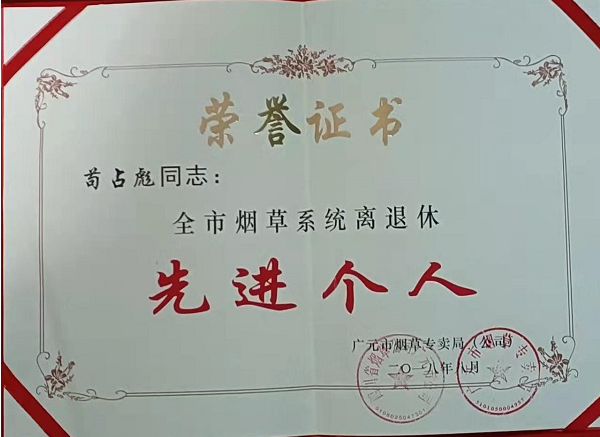 荣誉证书
苟占彪同志：
全市烟草系统离退休
先进个人
广元市烟草专卖局（公司）
二〇一八年八月